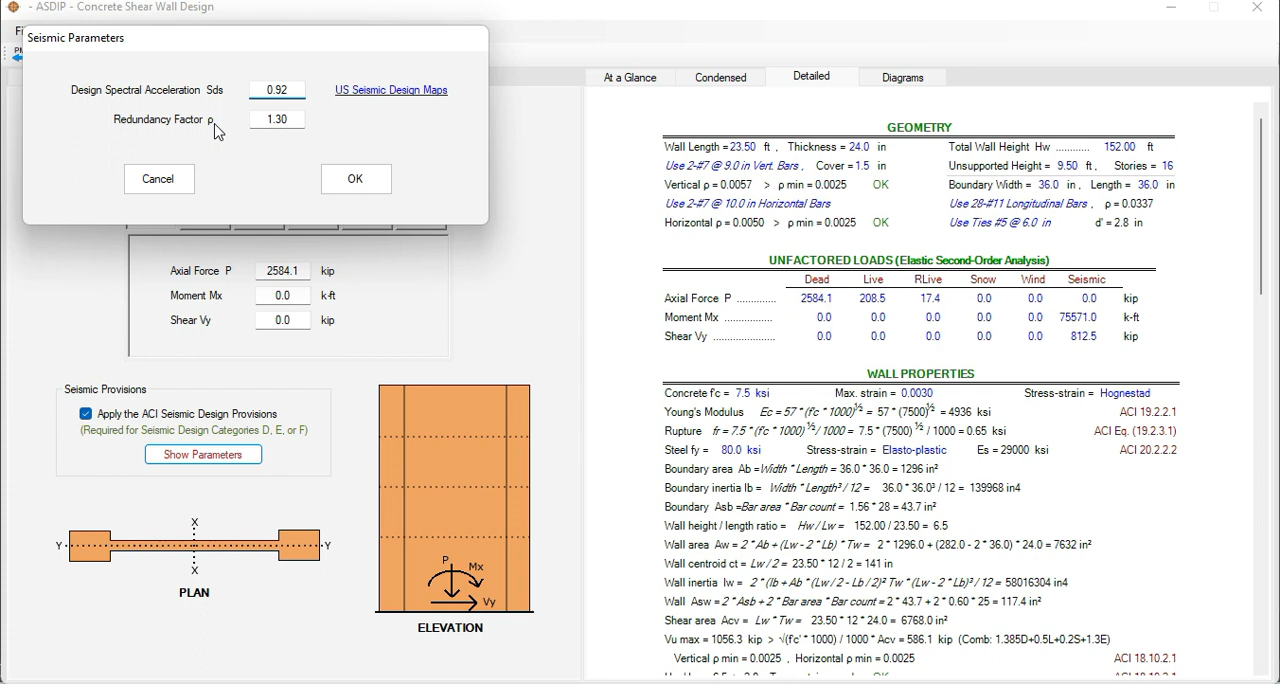 - ASDIP - Concrete Shear Wall Design
Seismic Parameters
Design Spectral Acceleration Sds 0.92 US Seismic Design Maps
Redundancy Factor ρ 1.30
Cancel OK
Axial Force P 2584.1 kip
Moment Mx 0.0 k-ft
Shear Vy 0.0 kip
Seismic Provisions
Apply the ACI Seismic Design Provisions
(Required for Seismic Design Categories D, E, or F)
Show Parameters
X
Y Y
X
PLAN
P Mx
Vy
ELEVATION
At a Glance Condensed Detailed Diagrams
GEOMETRY
Wall Length = 23.50 ft , Thickness = 24.0 in Total Wall Height Hw ............ 152.00 ft
Use 2-#7 @ 9.0 in Vert. Bars , Cover = 1.5 in Unsupported Height = 9.50 ft , Stories = 16
Vertical ρ = 0.0057 > ρ min = 0.0025 OK Boundary Width = 36.0 in , Length = 36.0 in
Use 2-#7 @ 10.0 in Horizontal Bars Use 28-#11 Longitudinal Bars , ρ = 0.0337
Horizontal ρ = 0.0050 > ρ min = 0.0025 OK Use Ties #5 @ 6.0 in d' = 2.8 in
UNFACTORED LOADS (Elastic Second-Order Analysis)
Dead Live RLive Snow Wind Seismic
Axial Force P ............. 2584.1 208.5 17.4 0.0 0.0 0.0 kip
Moment Mx ................. 0.0 0.0 0.0 0.0 0.0 75571.0 k-ft
Shear Vy ..................... 0.0 0.0 0.0 0.0 0.0 812.5 kip
WALL PROPERTIES
Concrete f'c = 7.5 ksi Max. strain = 0.0030 Stress-strain = Hognestad
Young's Modulus Ec = 57 * (f'c * 1000)^½ = 57 * (7500)^½ = 4936 ksi ACI 19.2.2.1
Rupture fr = 7.5 * (f'c * 1000)^½ / 1000 = 7.5 * (7500)^½ / 1000 = 0.65 ksi ACI Eq. (19.2.3.1)
Steel fy = 80.0 ksi Stress-strain = Elasto-plastic Es = 29000 ksi ACI 20.2.2.2
Boundary area Ab = Width * Length = 36.0 * 36.0 = 1296 in²
Boundary inertia Ib = Width * Length³ / 12 = 36.0 * 36.0³ / 12 = 139968 in4
Boundary Asb = Bar area * Bar count = 1.56 * 28 = 43.7 in²
Wall height / length ratio = Hw / Lw = 152.00 / 23.50 = 6.5
Wall area Aw = 2 * Ab + (Lw - 2 * Lb) * Tw = 2 * 1296.0 + (282.0 - 2 * 36.0) * 24.0 = 7632 in²
Wall centroid ct = Lw / 2 = 23.50 * 12 / 2 = 141 in
Wall inertia Iw = 2 * (Ib + Ab * (Lw / 2 - Lb / 2)² Tw * (Lw - 2 * Lb)³ / 12 = 58016304 in4
Wall Asw = 2 * Asb + 2 * Bar area * Bar count = 2 * 43.7 + 2 * 0.60 * 25 = 117.4 in²
Shear area Acv = Lw * Tw = 23.50 * 12 * 24.0 = 6768.0 in²
Vu max = 1056.3 kip > √(f'c * 1000) / 1000 * Acv = 586.1 kip (Comb: 1.385D+0.5L+0.2S+1.3E)
Vertical ρ min = 0.0025 , Horizontal ρ min = 0.0025 ACI 18.10.2.1